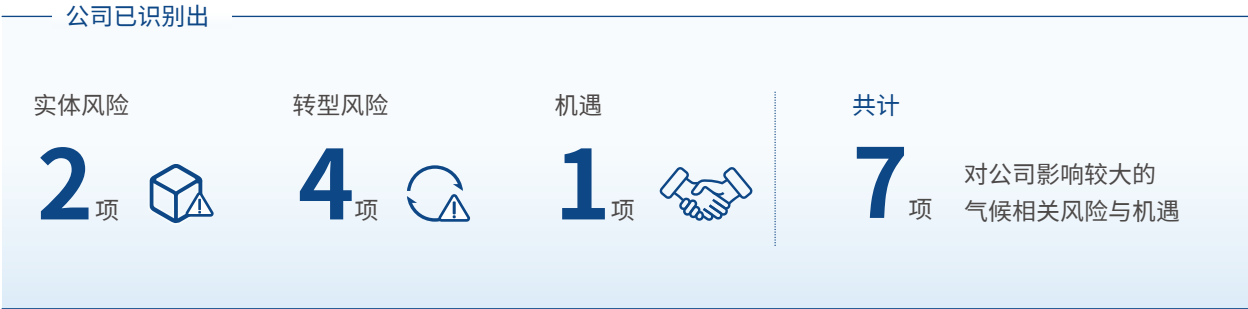 公司已识别出
实体风险
2项
转型风险
4项
机遇
1项
共计
7项
对公司影响较大的
气候相关风险与机遇